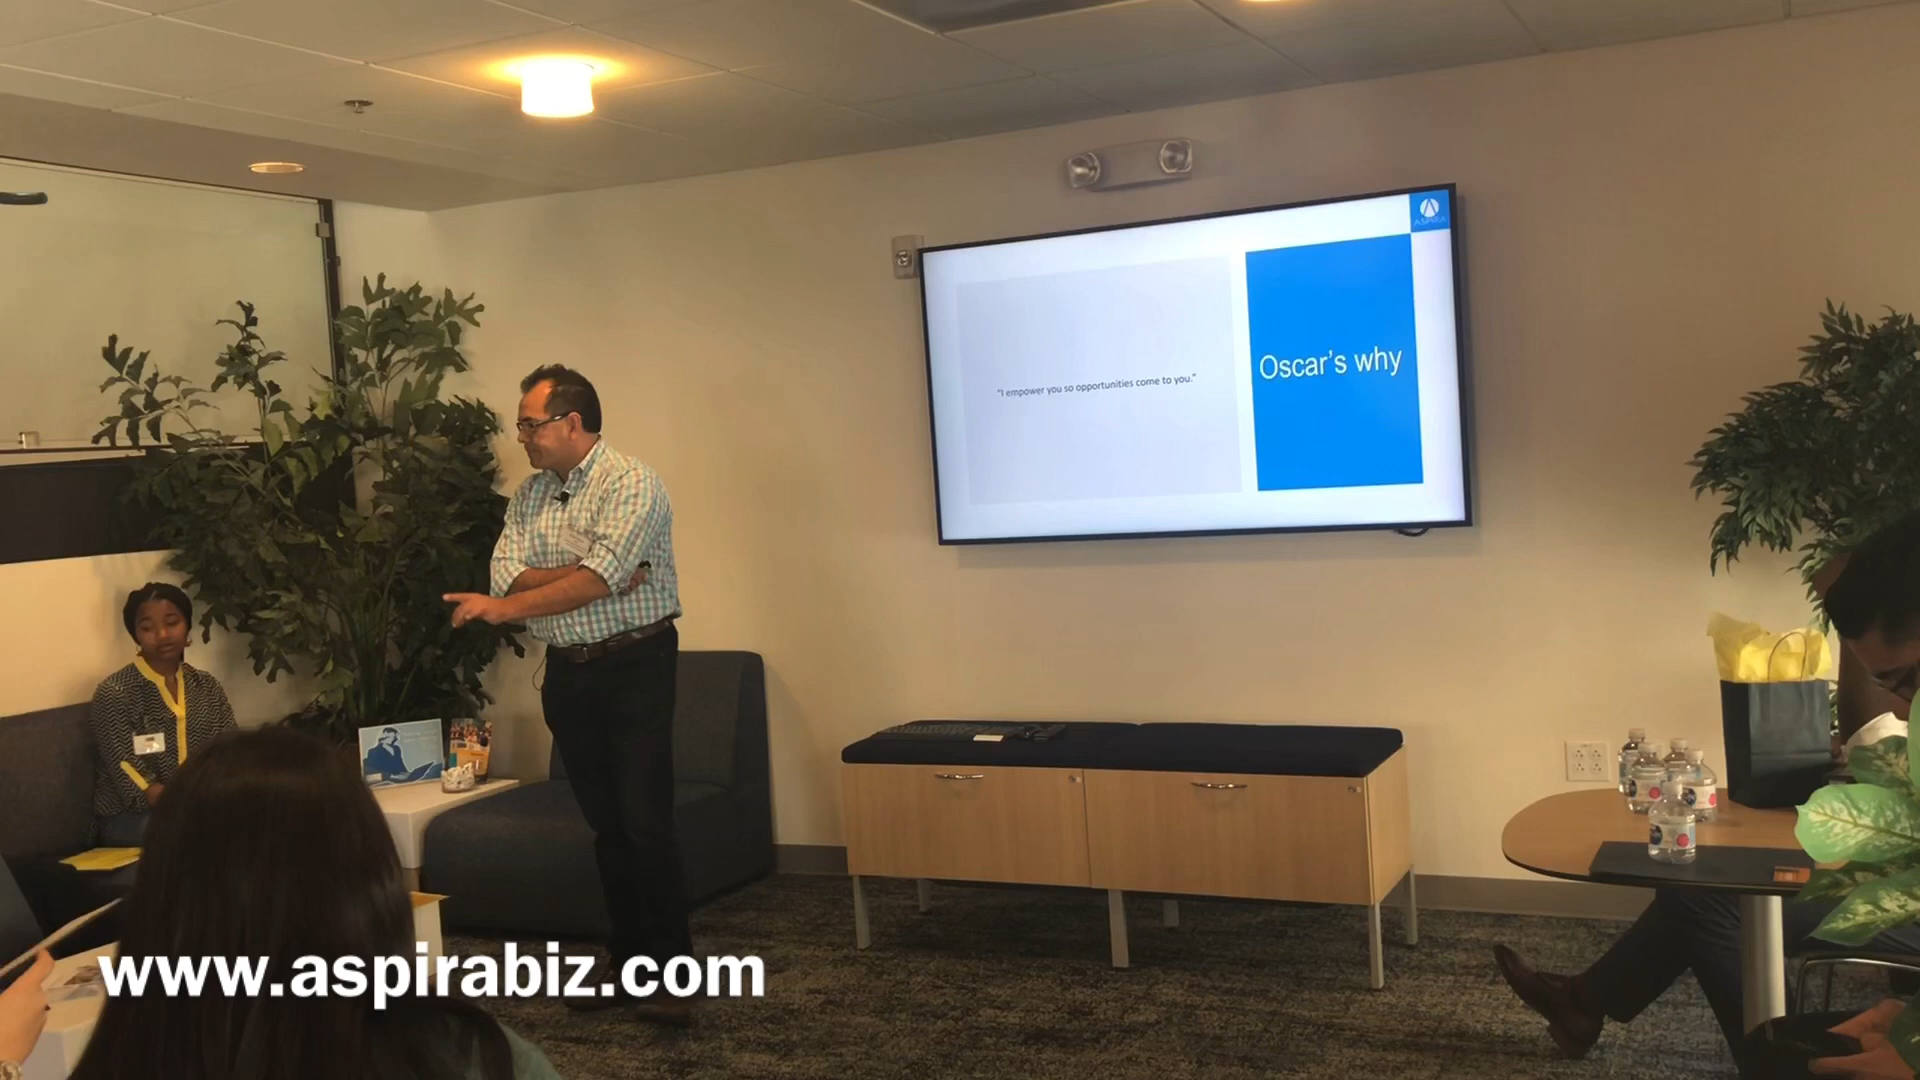 ASPIRA
"I empower you so opportunities come to you."
Oscar's why
www.aspirabiz.com